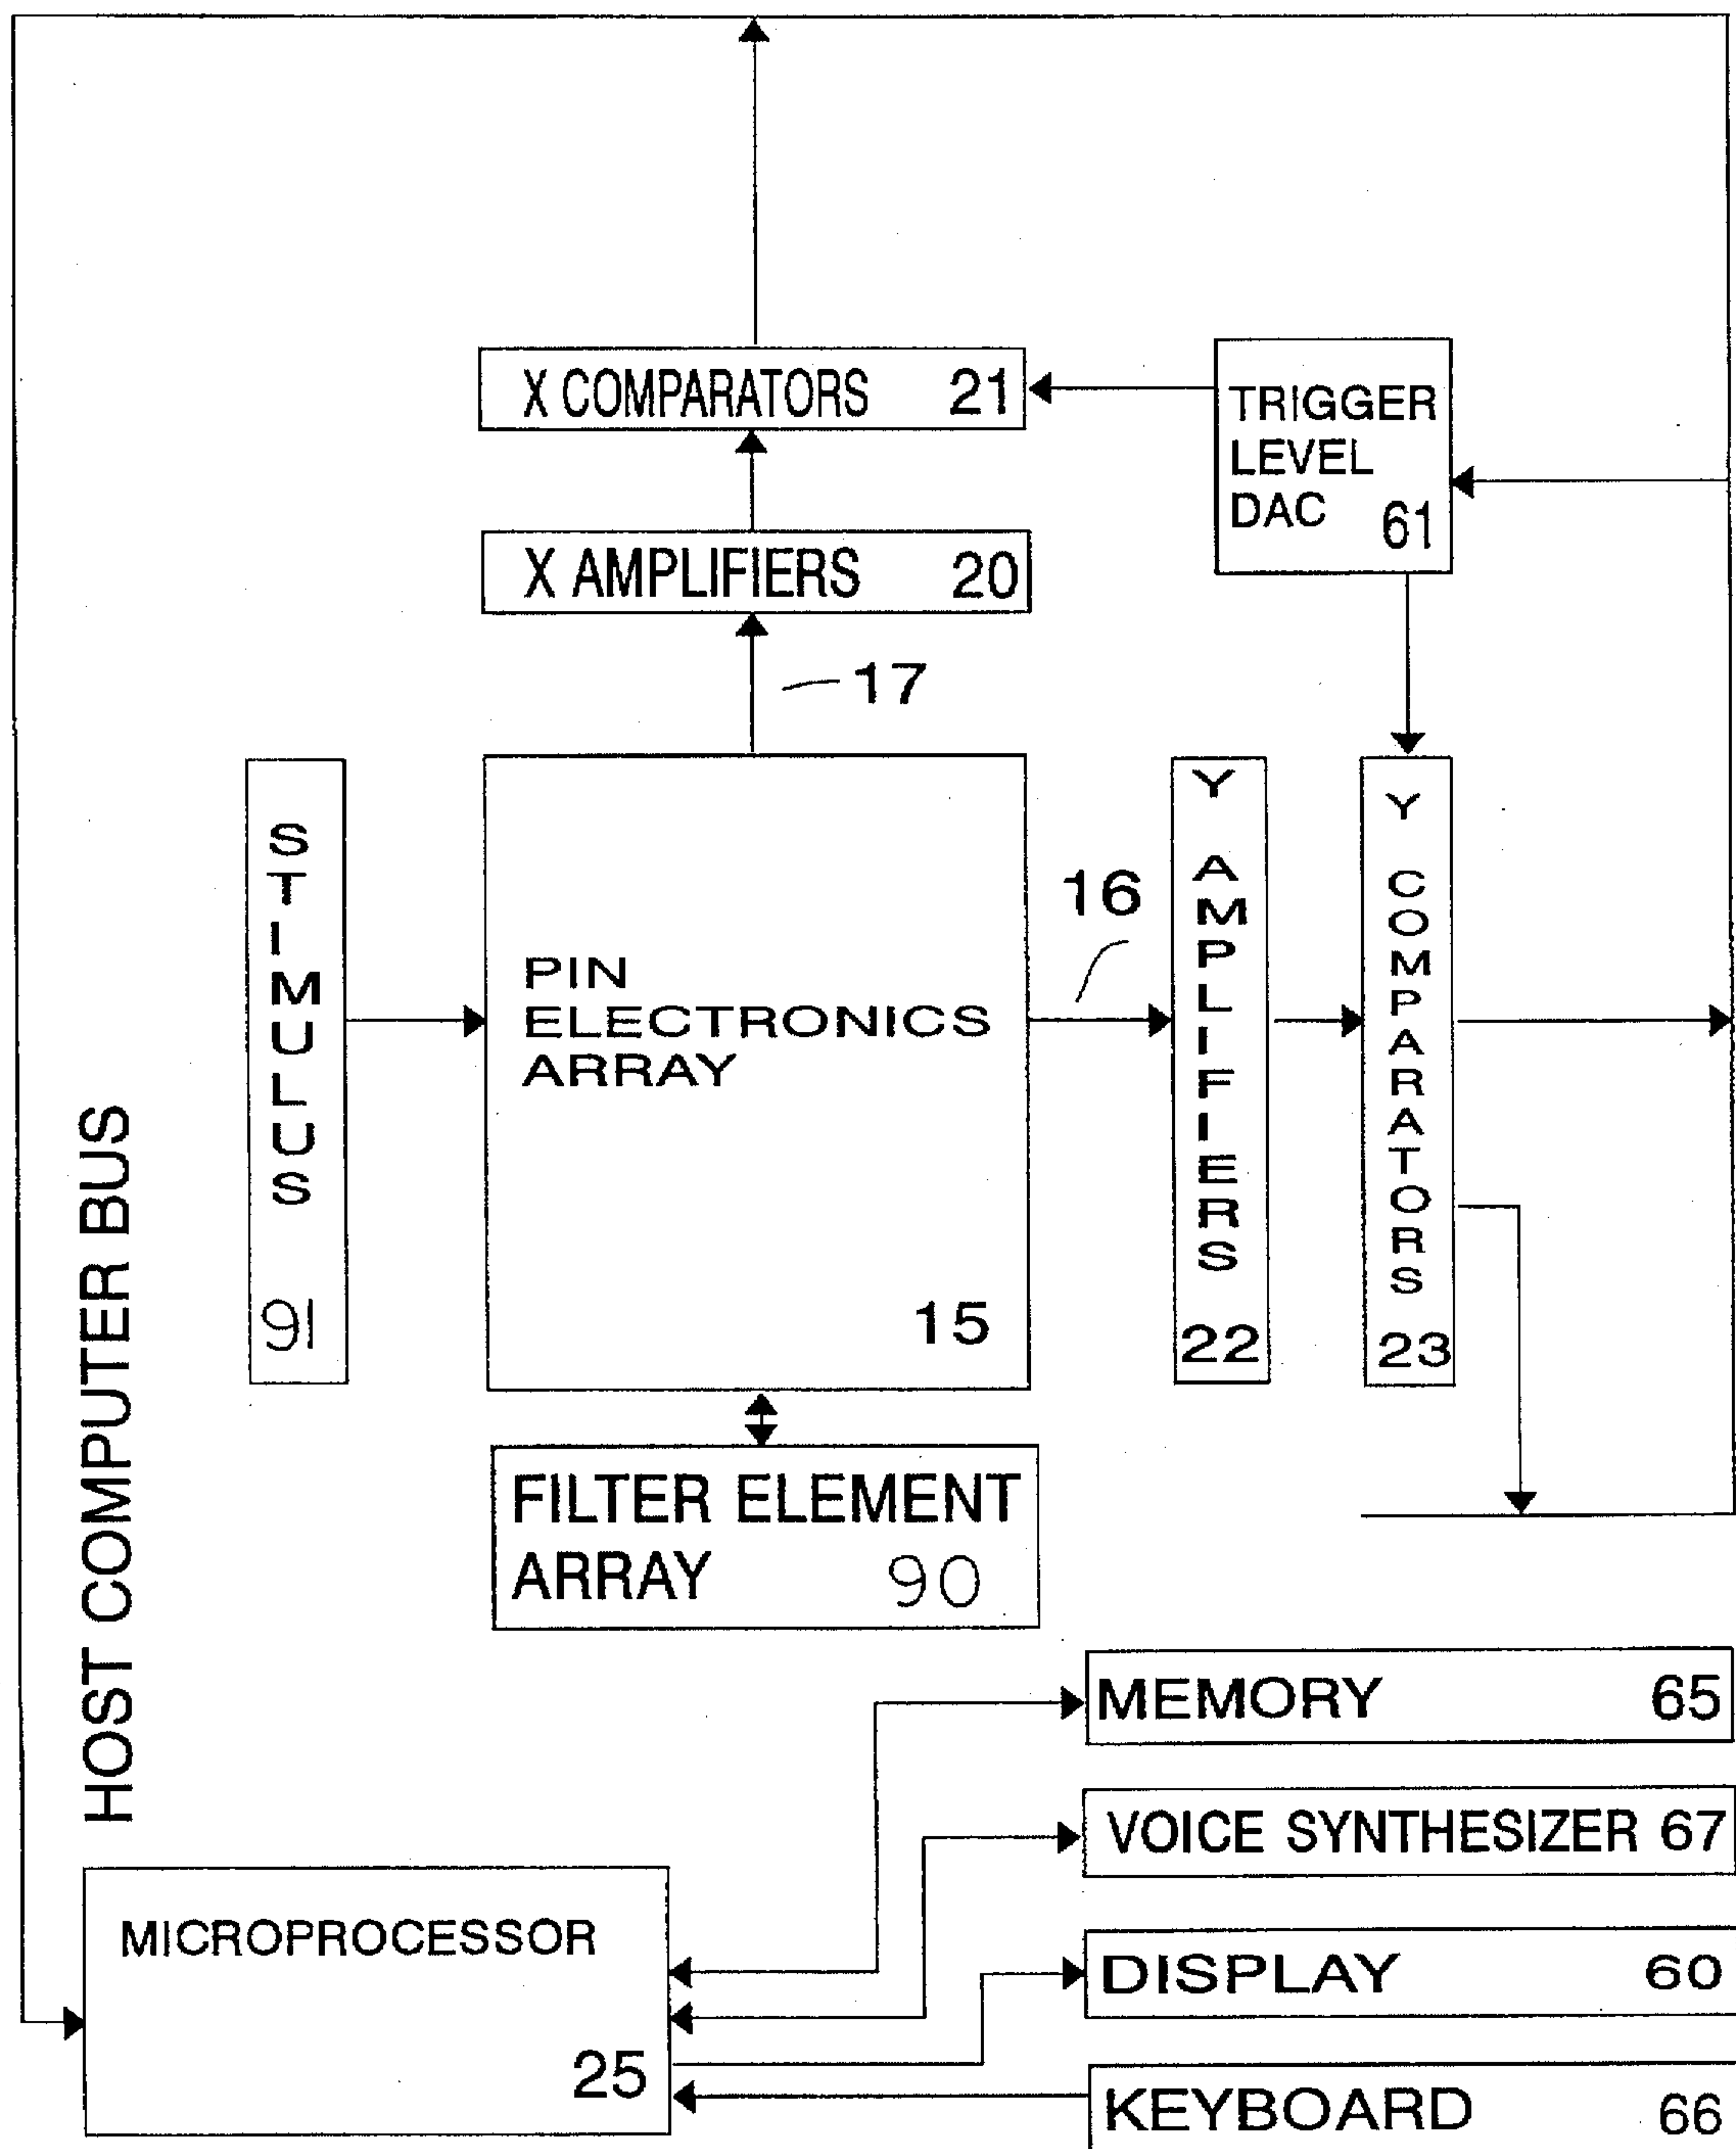 X COMPARATORS 21
TRIGGER
LEVEL
DAC 61
X AMPLIFIERS 20
17
STIMULUS 91
PIN
ELECTRONICS
ARRAY
15
16
Y AMPLIFIERS 22
Y COMPARATORS 23
HOST COMPUTER BUS
FILTER ELEMENT
ARRAY 90
MEMORY 65
VOICE SYNTHESIZER 67
MICROPROCESSOR
25
DISPLAY 60
KEYBOARD 66